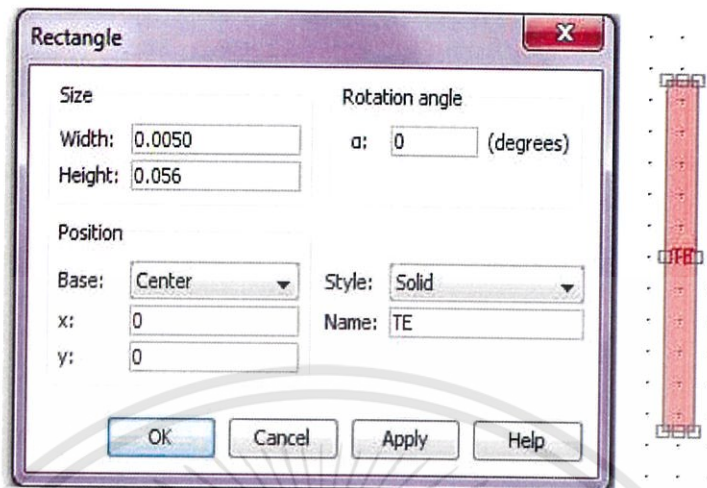 Rectangle
Size
Width: 0.0050
Height: 0.056
Rotation angle
α: 0 (degrees)
Position
Base: Center
x: 0
y: 0
Style: Solid
Name: TE
OK Cancel Apply Help
TE